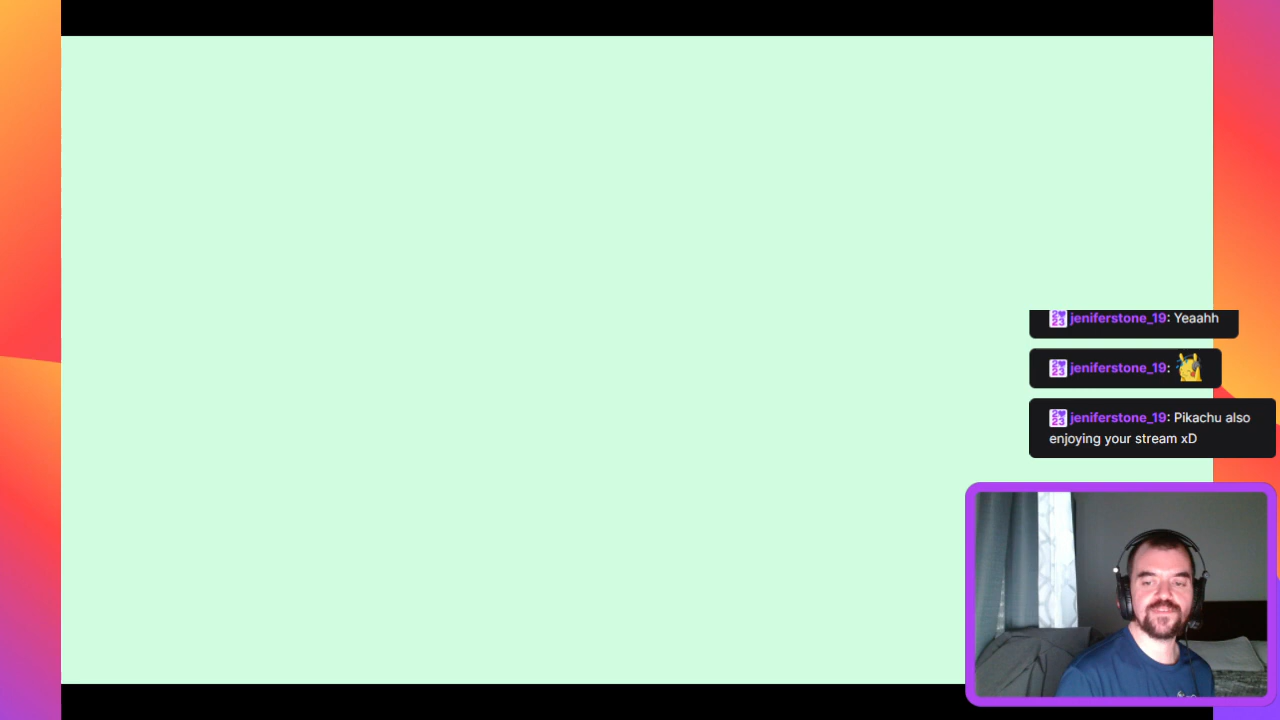 jeniferstone_19: Yeaahh
jeniferstone_19:
jeniferstone_19: Pikachu also
enjoying your stream xD